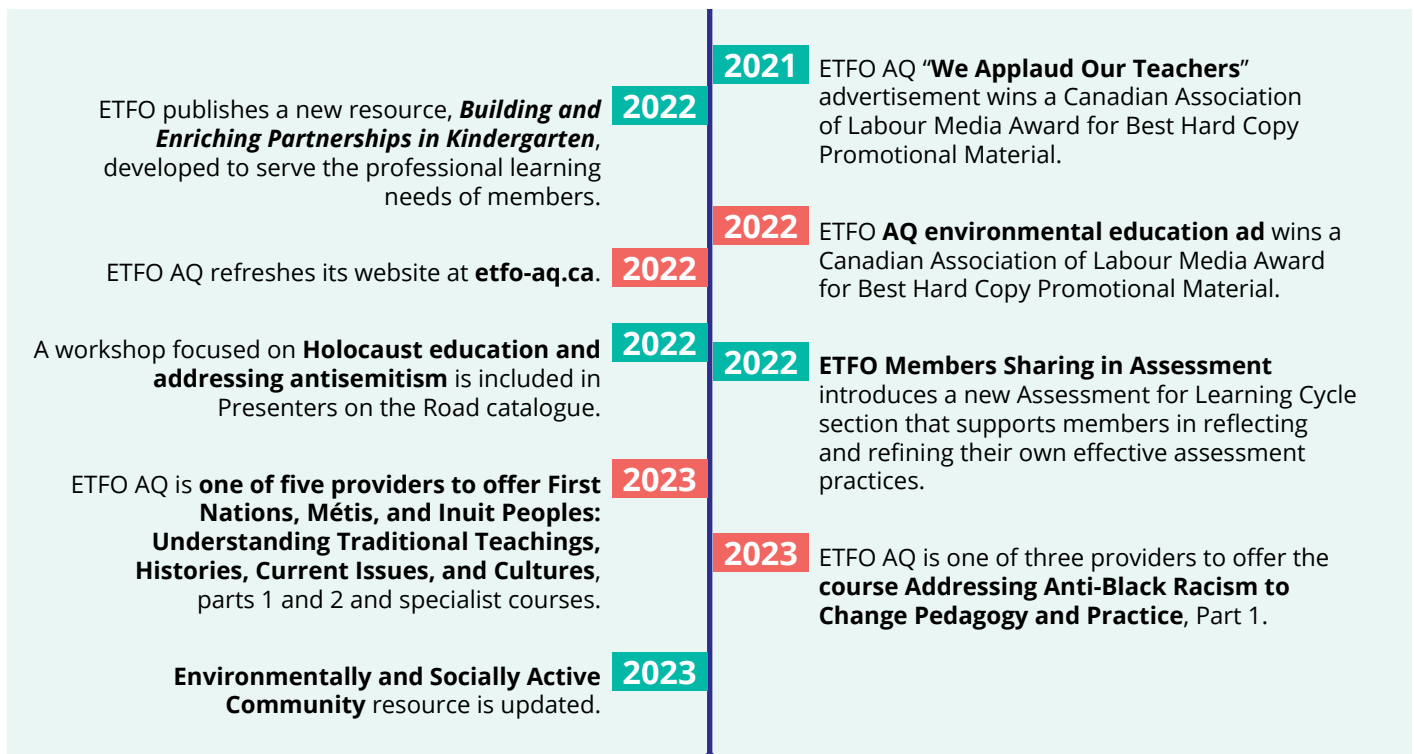 2021
ETFO AQ “We Applaud Our Teachers”
advertisement wins a Canadian Association
of Labour Media Award for Best Hard Copy
Promotional Material.
2022
ETFO publishes a new resource, Building and
Enriching Partnerships in Kindergarten,
developed to serve the professional learning
needs of members.
2022
ETFO AQ environmental education ad wins a
Canadian Association of Labour Media Award
for Best Hard Copy Promotional Material.
2022
ETFO AQ refreshes its website at etfo-aq.ca.
2022
A workshop focused on Holocaust education and
addressing antisemitism is included in
Presenters on the Road catalogue.
2022
ETFO Members Sharing in Assessment
introduces a new Assessment for Learning Cycle
section that supports members in reflecting
and refining their own effective assessment
practices.
2023
ETFO AQ is one of five providers to offer First
Nations, Métis, and Inuit Peoples:
Understanding Traditional Teachings,
Histories, Current Issues, and Cultures,
parts 1 and 2 and specialist courses.
2023
ETFO AQ is one of three providers to offer the
course Addressing Anti-Black Racism to
Change Pedagogy and Practice, Part 1.
2023
Environmentally and Socially Active
Community resource is updated.